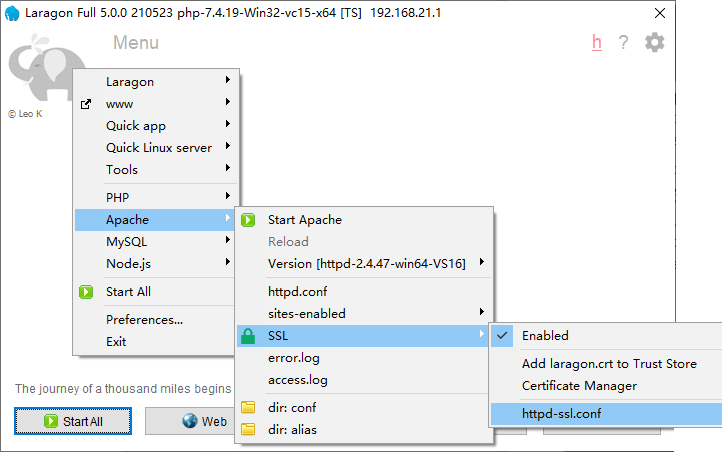 Laragon Full 5.0.0 210523 php-7.4.19-Win32-vc15-x64 [TS] 192.168.21.1
Menu
h
?
© Leo K
Laragon
www
Quick app
Quick Linux server
Tools
PHP
Apache
MySQL
Node.js
Start All
Preferences...
Exit
Start Apache
Reload
Version [httpd-2.4.47-win64-VS16]
httpd.conf
sites-enabled
SSL
error.log
access.log
dir: conf
dir: alias
Enabled
Add laragon.crt to Trust Store
Certificate Manager
httpd-ssl.conf
The journey of a thousand miles begins
Start All
Web